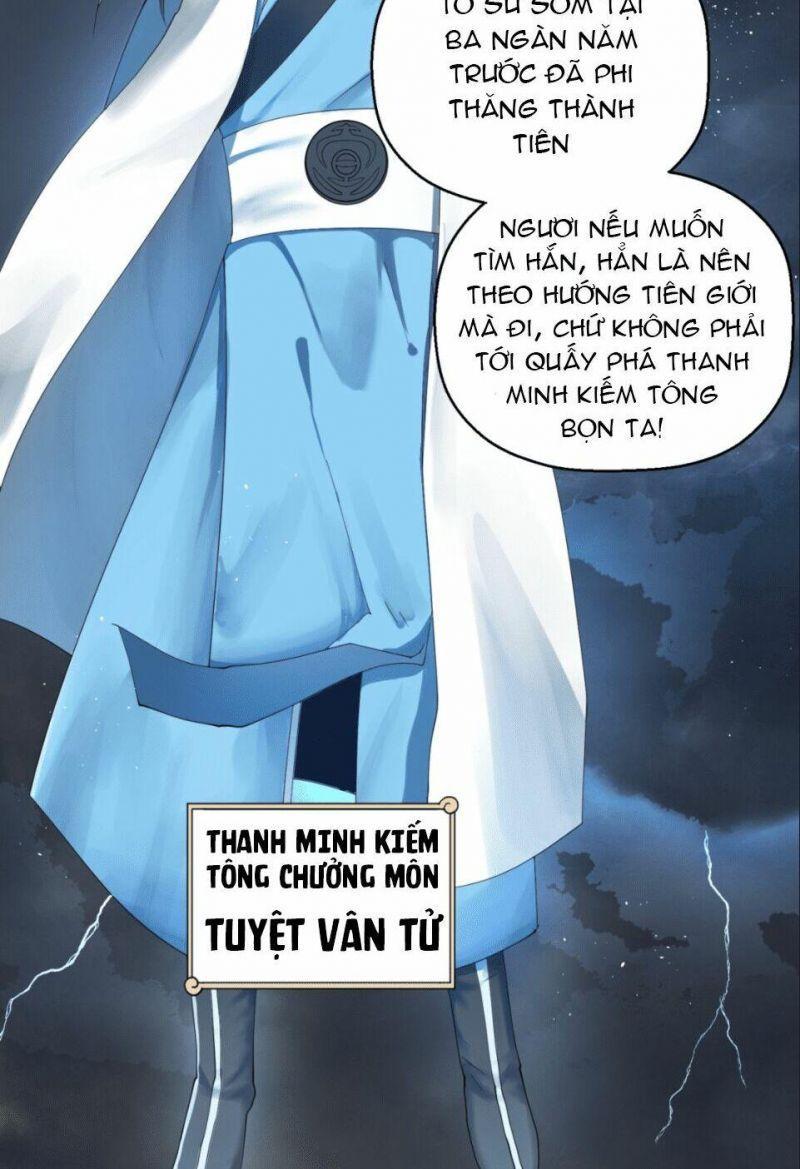 TỔ SƯ SỚM TẠI
BA NGÀN NĂM
TRƯỚC ĐÃ PHI
THĂNG THÀNH
TIÊN
NGƯƠI NẾU MUỐN
TÌM HẮN, HẲN LÀ NÊN
THEO HƯỚNG TIÊN GIỚI
MÀ ĐI, CHỨ KHÔNG PHẢI
TỚI QUẤY PHÁ THANH
MINH KIẾM TÔNG
BỌN TA!
THANH MINH KIẾM
TÔNG CHƯỞNG MÔN
TUYỆT VÂN TỬ